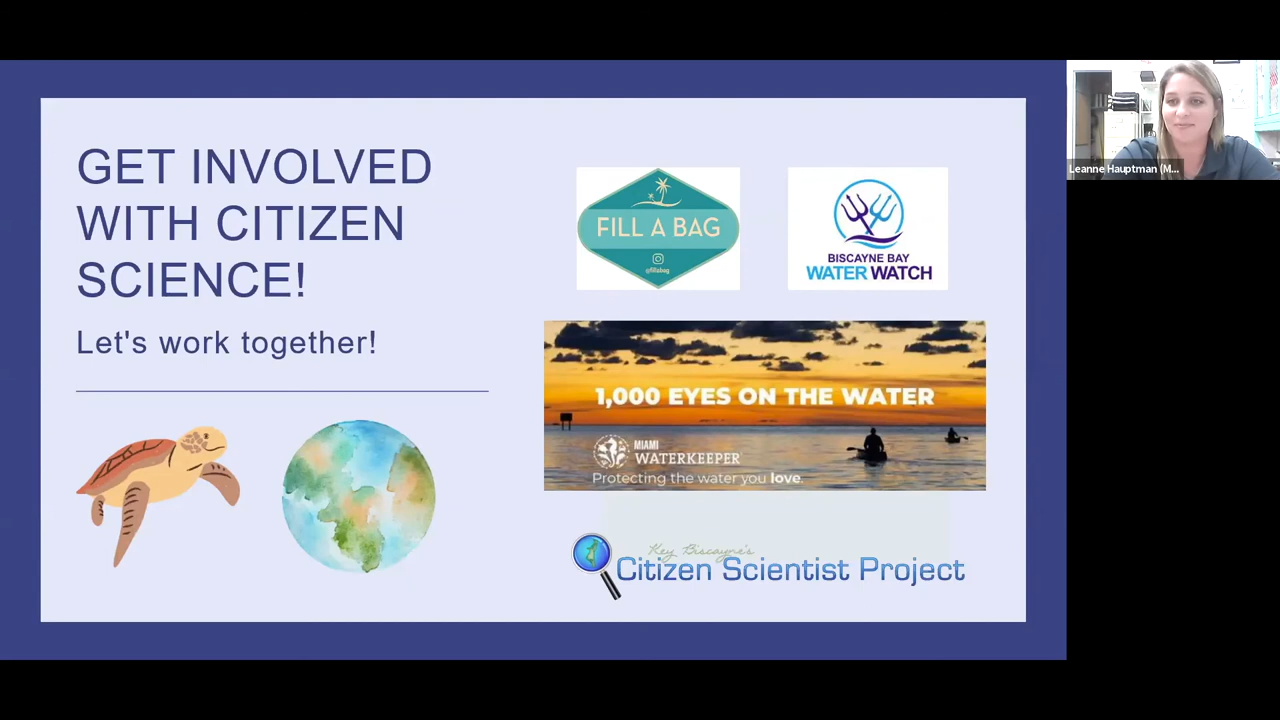 GET INVOLVED
WITH CITIZEN
SCIENCE!
Let's work together!
FILL A BAG
@fillabag
BISCAYNE BAY
WATER WATCH
1,000 EYES ON THE WATER
MIAMI
WATERKEEPER
Protecting the water you love.
Key Biscayne's
Citizen Scientist Project
Leanne Hauptman (M...